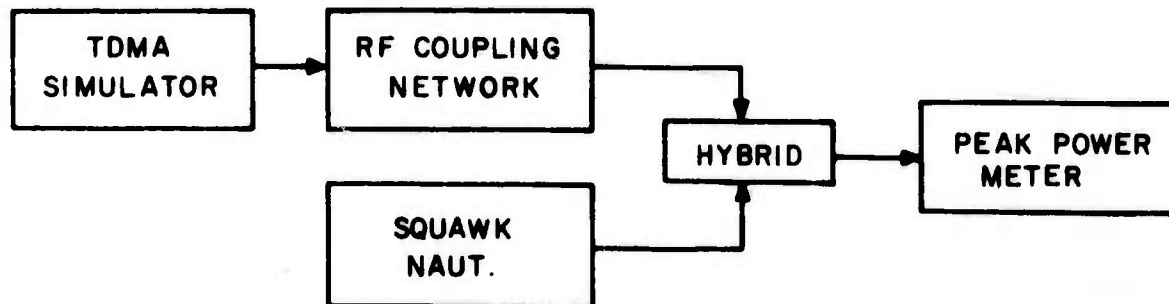 TDMA
SIMULATOR
RF COUPLING
NETWORK
HYBRID
PEAK POWER
METER
SQUAWK
NAUT.